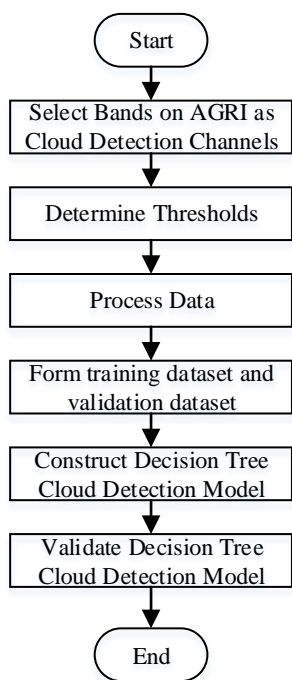 Start
Select Bands on AGRI as
Cloud Detection Channels
Determine Thresholds
Process Data
Form training dataset and
validation dataset
Construct Decision Tree
Cloud Detection Model
Validate Decision Tree
Cloud Detection Model
End